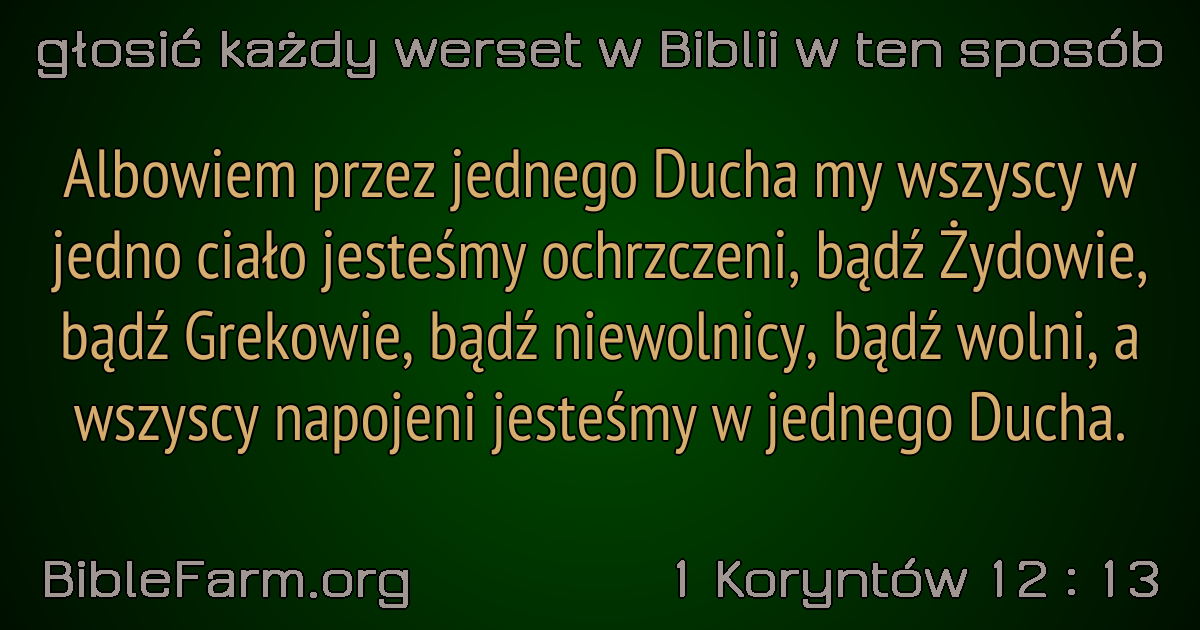 głosić każdy werset w Biblii w ten sposób
Albowiem przez jednego Ducha my wszyscy w
jedno ciało jesteśmy ochrzczeni, bądź Żydowie,
bądź Grekowie, bądź niewolnicy, bądź wolni, a
wszyscy napojeni jesteśmy w jednego Ducha.
BibleFarm.org
1 Koryntów 12 : 13